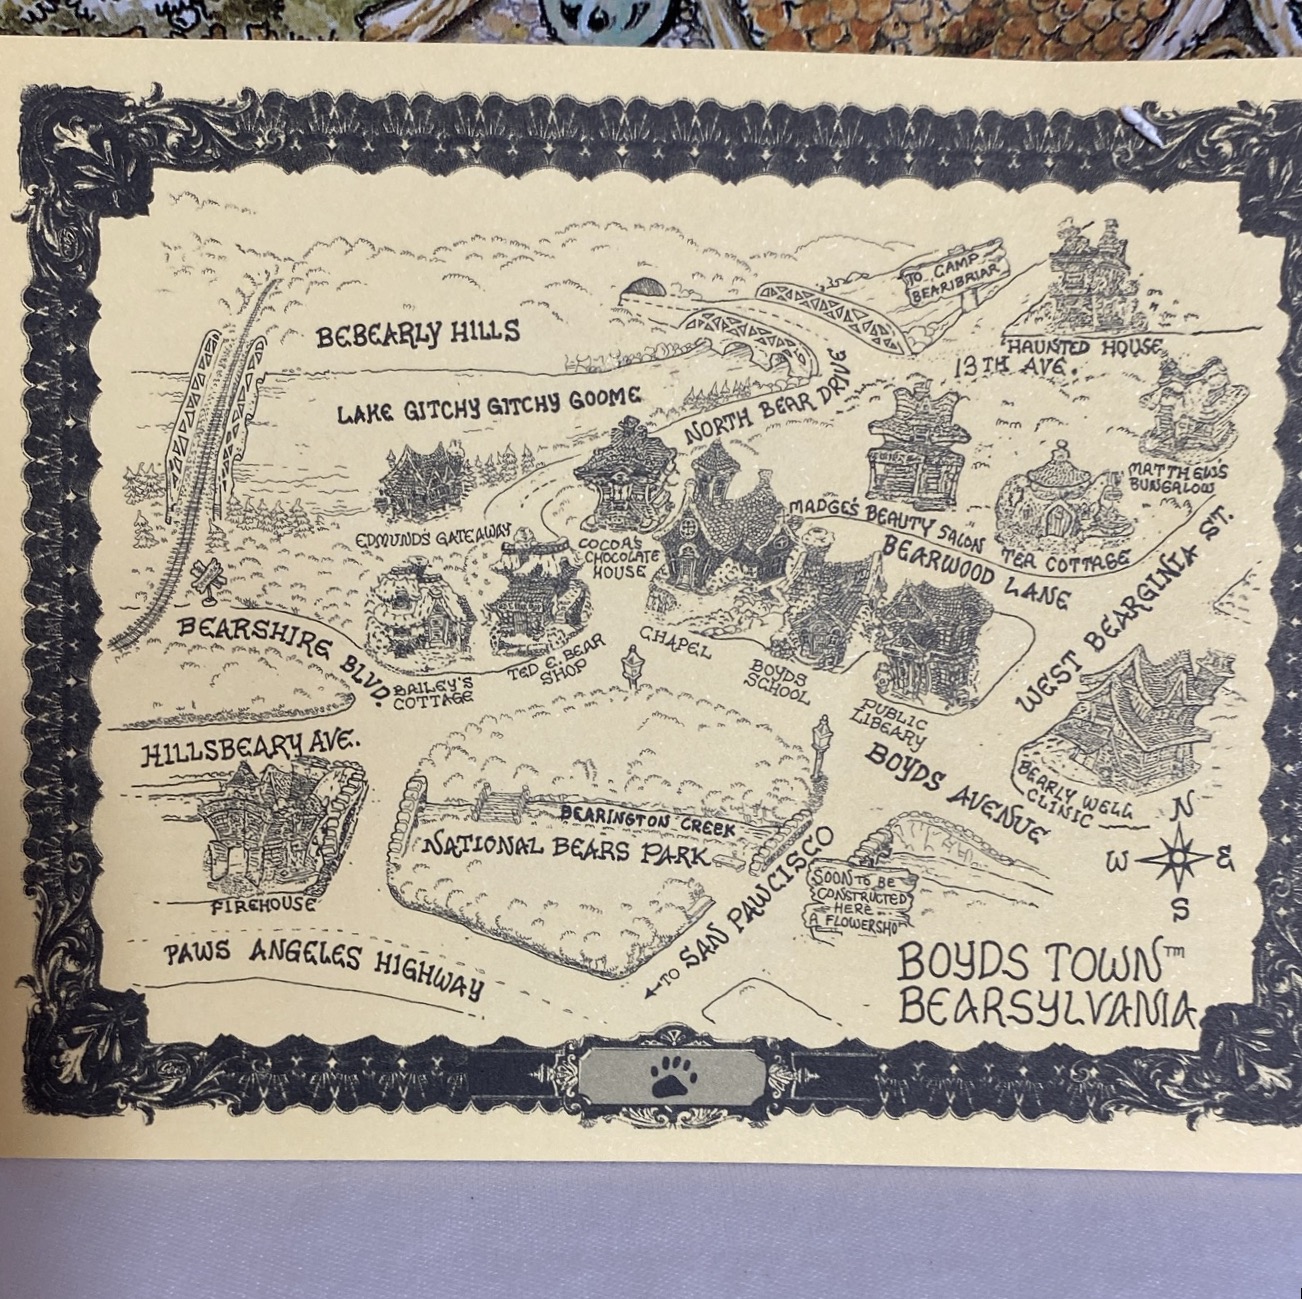 TO CAMP
BEARIBRIAR
BEBEARLY HILLS
HAUNTED HOUSE
13TH AVE.
LAKE GITCHY GITCHY GOOME
NORTH BEAR DRIVE
MATTHEW'S
BUNGALOW
EDMUND'S GATEAWAY
COCOA'S
CHOCOLATE
HOUSE
MADGE'S BEAUTY SALON
TEA COTTAGE
BEARWOOD LANE
WEST BEARGINIA ST.
BEARSHIRE BLVD.
BAILEY'S
COTTAGE
TED E. BEAR
SHOP
CHAPEL
BOYDS
SCHOOL
PUBLIC
LIBEARY
HILLSBEARY AVE.
BOYDS AVENUE
BEARLY WELL
CLINIC
N
W E
S
BEARINGTON CREEK
NATIONAL BEARS PARK
FIREHOUSE
SOON TO BE
CONSTRUCTED
HERE
A FLOWERSHOP
PAWS ANGELES HIGHWAY
TO SAN PAWCISCO
BOYDS TOWN™
BEARSYLVANIA